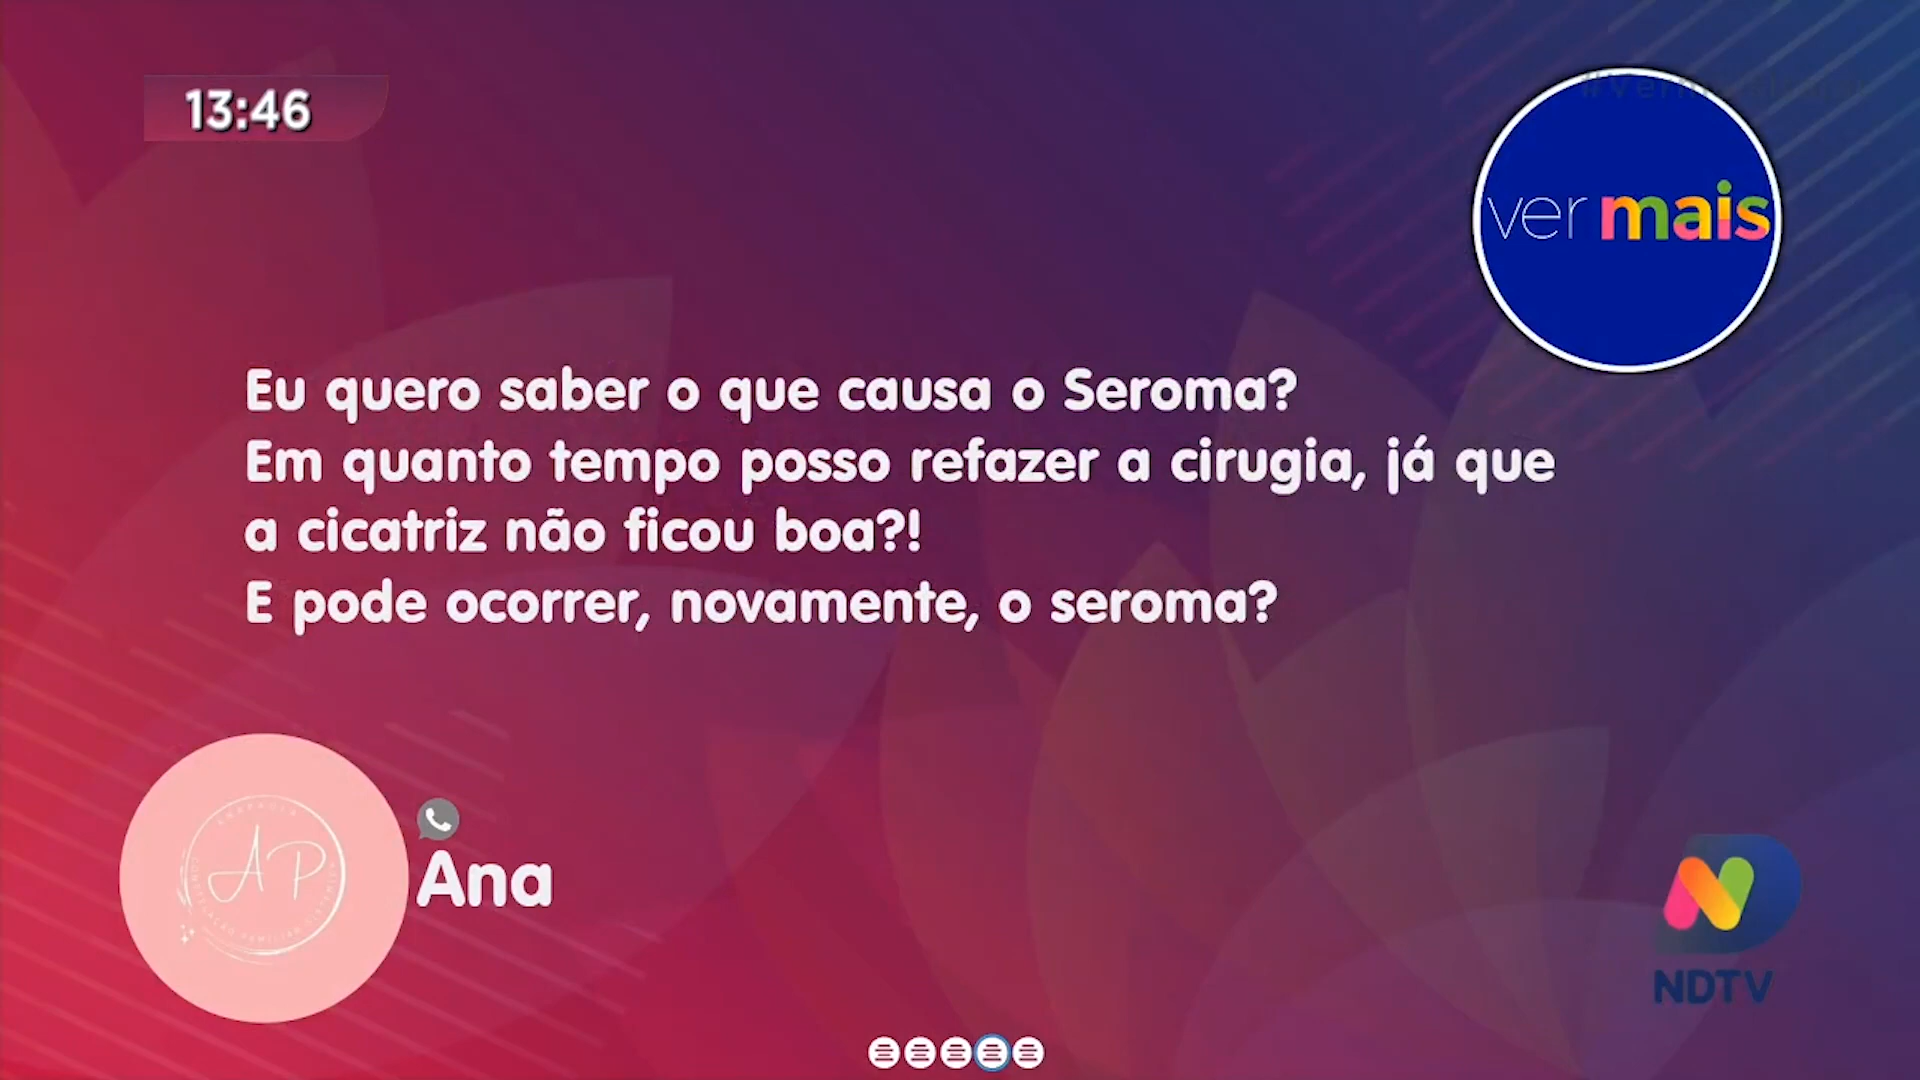 13:46
ver mais
Eu quero saber o que causa o Seroma?
Em quanto tempo posso refazer a cirugia, já que
a cicatriz não ficou boa?!
E pode ocorrer, novamente, o seroma?
AP
Ana
NDTV